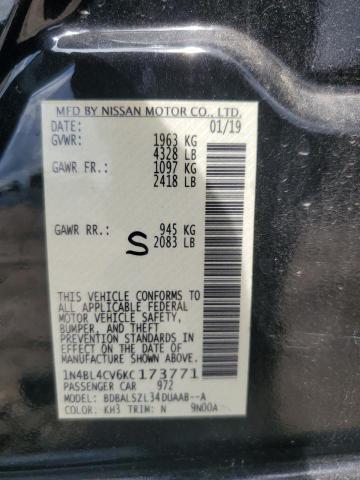 MFD BY NISSAN MOTOR CO., LTD.
DATE: 01/19
GVWR: 1963 KG
4328 LB
GAWR FR.: 1097 KG
2418 LB
GAWR RR.: 945 KG
S 2083 LB
THIS VEHICLE CONFORMS TO
ALL APPLICABLE FEDERAL
MOTOR VEHICLE SAFETY,
BUMPER, AND THEFT
PREVENTION STANDARDS IN
EFFECT ON THE DATE OF
MANUFACTURE SHOWN ABOVE.
1N4BL4CV6KC173771
PASSENGER CAR 972
MODEL: BDBALSZL34DUAAB--A
COLOR: KH3 TRIM: N 9N00A